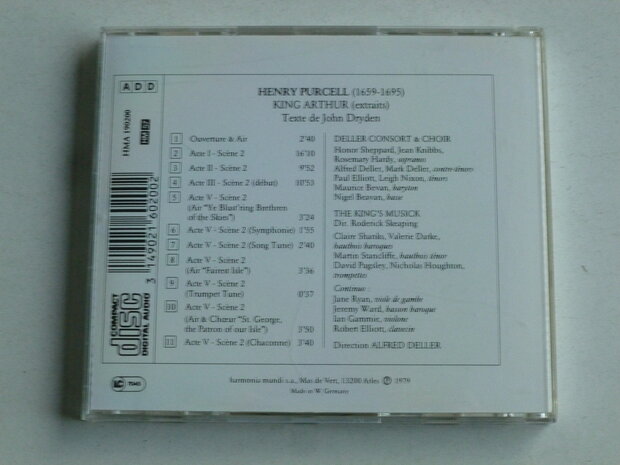 ADD
HMA 190200
HM 57
3 149021 602002
COMPACT
disc
DIGITAL AUDIO
HENRY PURCELL (1659-1695)
KING ARTHUR (extraits)
Texte de John Dryden
1 Ouverture & Air 2'40
2 Acte I - Scène 2 16'10
3 Acte II - Scène 2 9'52
4 Acte III - Scène 2 (début) 10'53
5 Acte V - Scène 2
(Air "Ye Blust'ring Brethren
of the Skies") 3'24
6 Acte V - Scène 2 (Symphonie) 1'55
7 Acte V - Scène 2 (Song Tune) 2'40
8 Acte V - Scène 2
(Air "Fairest Isle") 3'56
9 Acte V - Scène 2
(Trumpet Tune) 0'37
10 Acte V - Scène 2
(Air & Chœur "St. George,
the Patron of our Isle") 3'50
11 Acte V - Scène 2 (Chaconne) 3'40
DELLER CONSORT & CHOIR
Honor Sheppard, Jean Knibbs,
Rosemary Hardy, sopranos
Alfred Deller, Mark Deller, contre-ténors
Paul Elliott, Leigh Nixon, ténors
Maurice Bevan, baryton
Nigel Beavan, basse
THE KING'S MUSICK
Dir. Roderick Skeaping
Claire Shanks, Valerie Darke,
hautbois baroques
Martin Stancliffe, hautbois ténor
David Pugsley, Nicholas Houghton,
trompettes
Continuo :
Jane Ryan, viole de gambe
Jeremy Ward, basson baroque
Ian Gammie, violone
Robert Elliott, clavecin
Direction ALFRED DELLER
harmonia mundi s.a., Mas de Vert, 13200 Arles Ⓟ 1979
Made in W. Germany